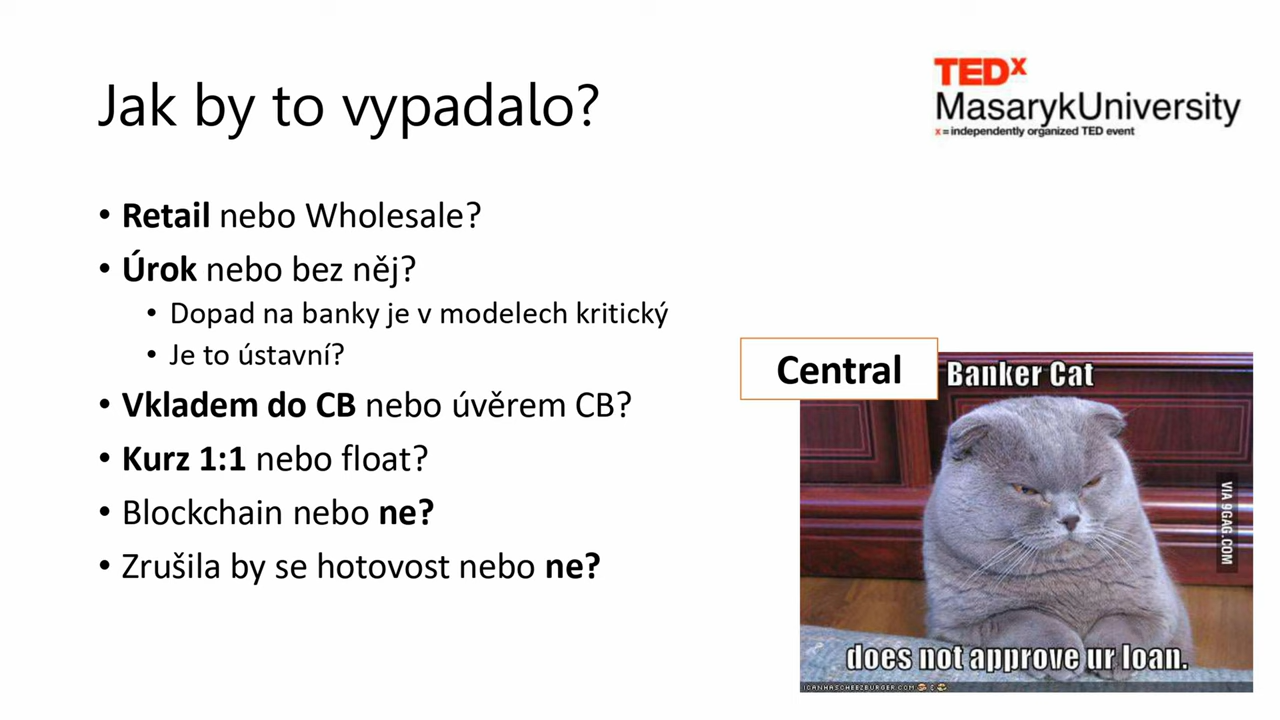 Jak by to vypadalo?
TEDx
MasarykUniversity
x = independently organized TED event
• Retail nebo Wholesale?
• Úrok nebo bez něj?
• Dopad na banky je v modelech kritický
• Je to ústavní?
• Vkladem do CB nebo úvěrem CB?
• Kurz 1:1 nebo float?
• Blockchain nebo ne?
• Zrušila by se hotovost nebo ne?
Central Banker Cat
VIA 9GAG.COM
does not approve ur loan.
ICANHASCHEEZBURGER.COM